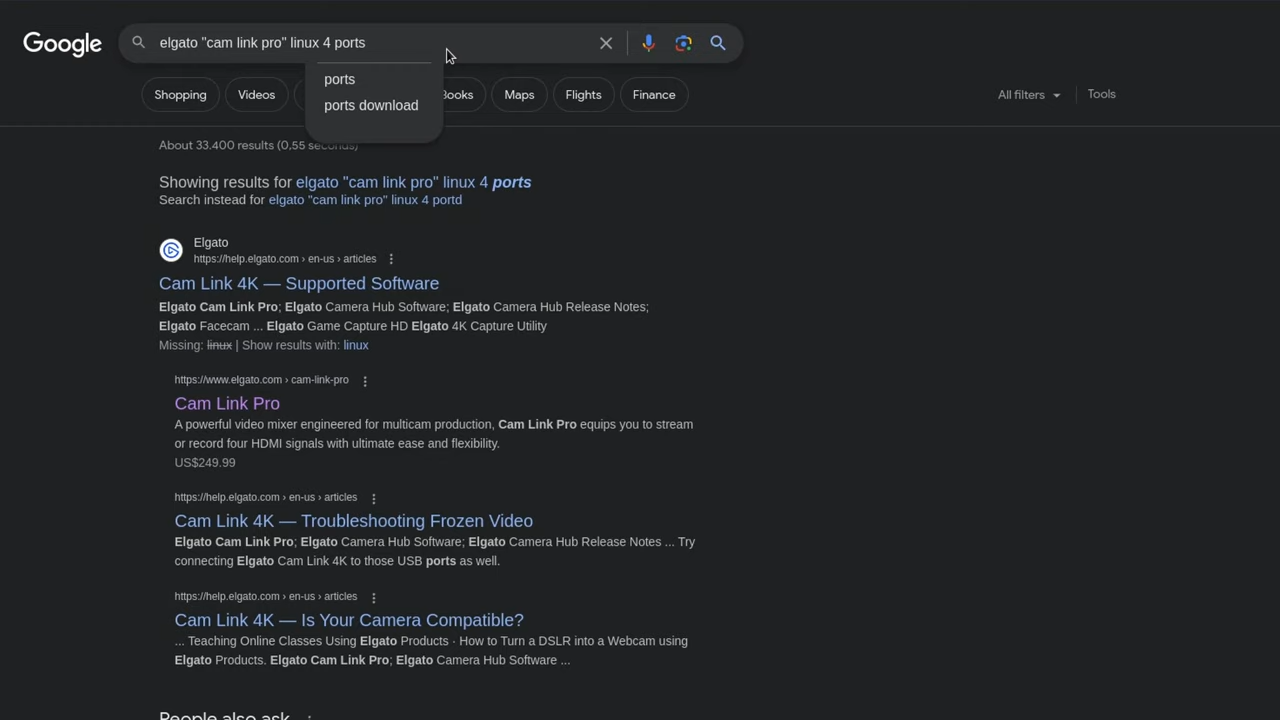 Google
elgato "cam link pro" linux 4 ports
ports
ports download
Shopping
Videos
ooks
Maps
Flights
Finance
All filters
Tools
About 33.400 results (0,55 seconds)
Showing results for elgato "cam link pro" linux 4 ports
Search instead for elgato "cam link pro" linux 4 portd
Elgato
https://help.elgato.com › en-us › articles
Cam Link 4K — Supported Software
Elgato Cam Link Pro; Elgato Camera Hub Software; Elgato Camera Hub Release Notes;
Elgato Facecam ... Elgato Game Capture HD Elgato 4K Capture Utility
Missing: linux | Show results with: linux
https://www.elgato.com › cam-link-pro
Cam Link Pro
A powerful video mixer engineered for multicam production, Cam Link Pro equips you to stream
or record four HDMI signals with ultimate ease and flexibility.
US$249.99
https://help.elgato.com › en-us › articles
Cam Link 4K — Troubleshooting Frozen Video
Elgato Cam Link Pro; Elgato Camera Hub Software; Elgato Camera Hub Release Notes ... Try
connecting Elgato Cam Link 4K to those USB ports as well.
https://help.elgato.com › en-us › articles
Cam Link 4K — Is Your Camera Compatible?
... Teaching Online Classes Using Elgato Products · How to Turn a DSLR into a Webcam using
Elgato Products. Elgato Cam Link Pro; Elgato Camera Hub Software ...
People also ask